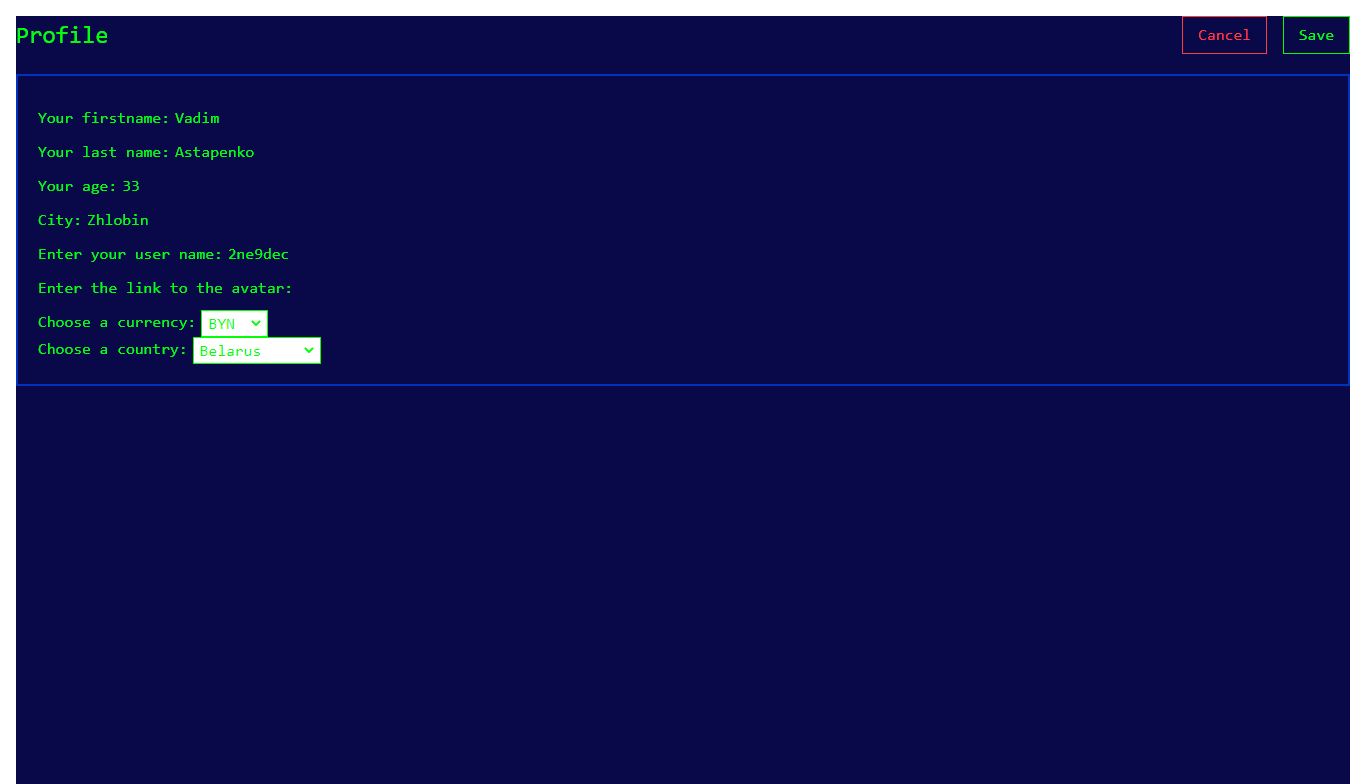 Profile Cancel Save
Your firstname: Vadim
Your last name: Astapenko
Your age: 33
City: Zhlobin
Enter your user name: 2ne9dec
Enter the link to the avatar:
Choose a currency: BYN
Choose a country: Belarus